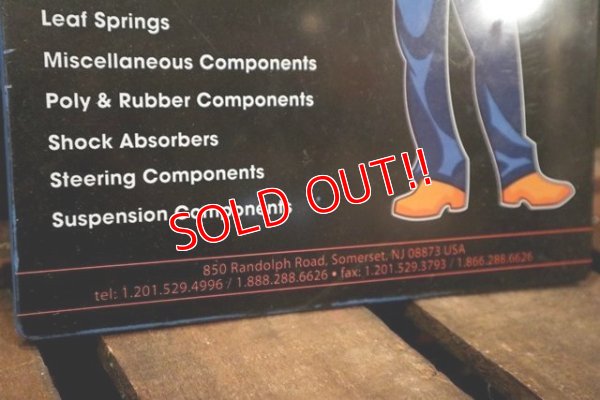 Leaf Springs
Miscellaneous Components
Poly & Rubber Components
Shock Absorbers
Steering Components
Suspension Components
SOLD OUT!!
850 Randolph Road, Somerset, NJ 08873 USA
tel: 1.201.529.4996 / 1.888.288.6626 • fax: 1.201.529.3793 / 1.866.288.6626